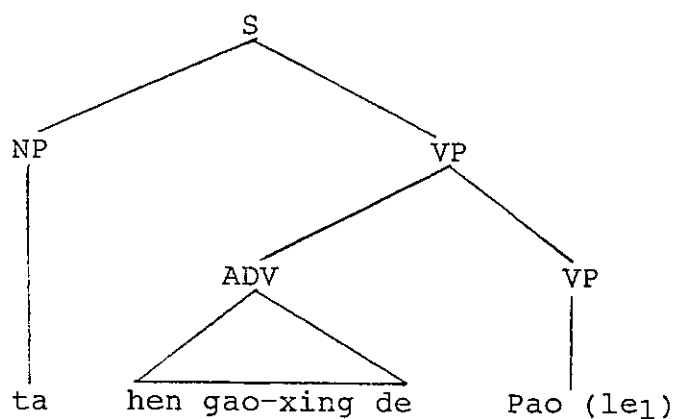 S
NP VP
ADV VP
ta hen gao-xing de Pao (le1)